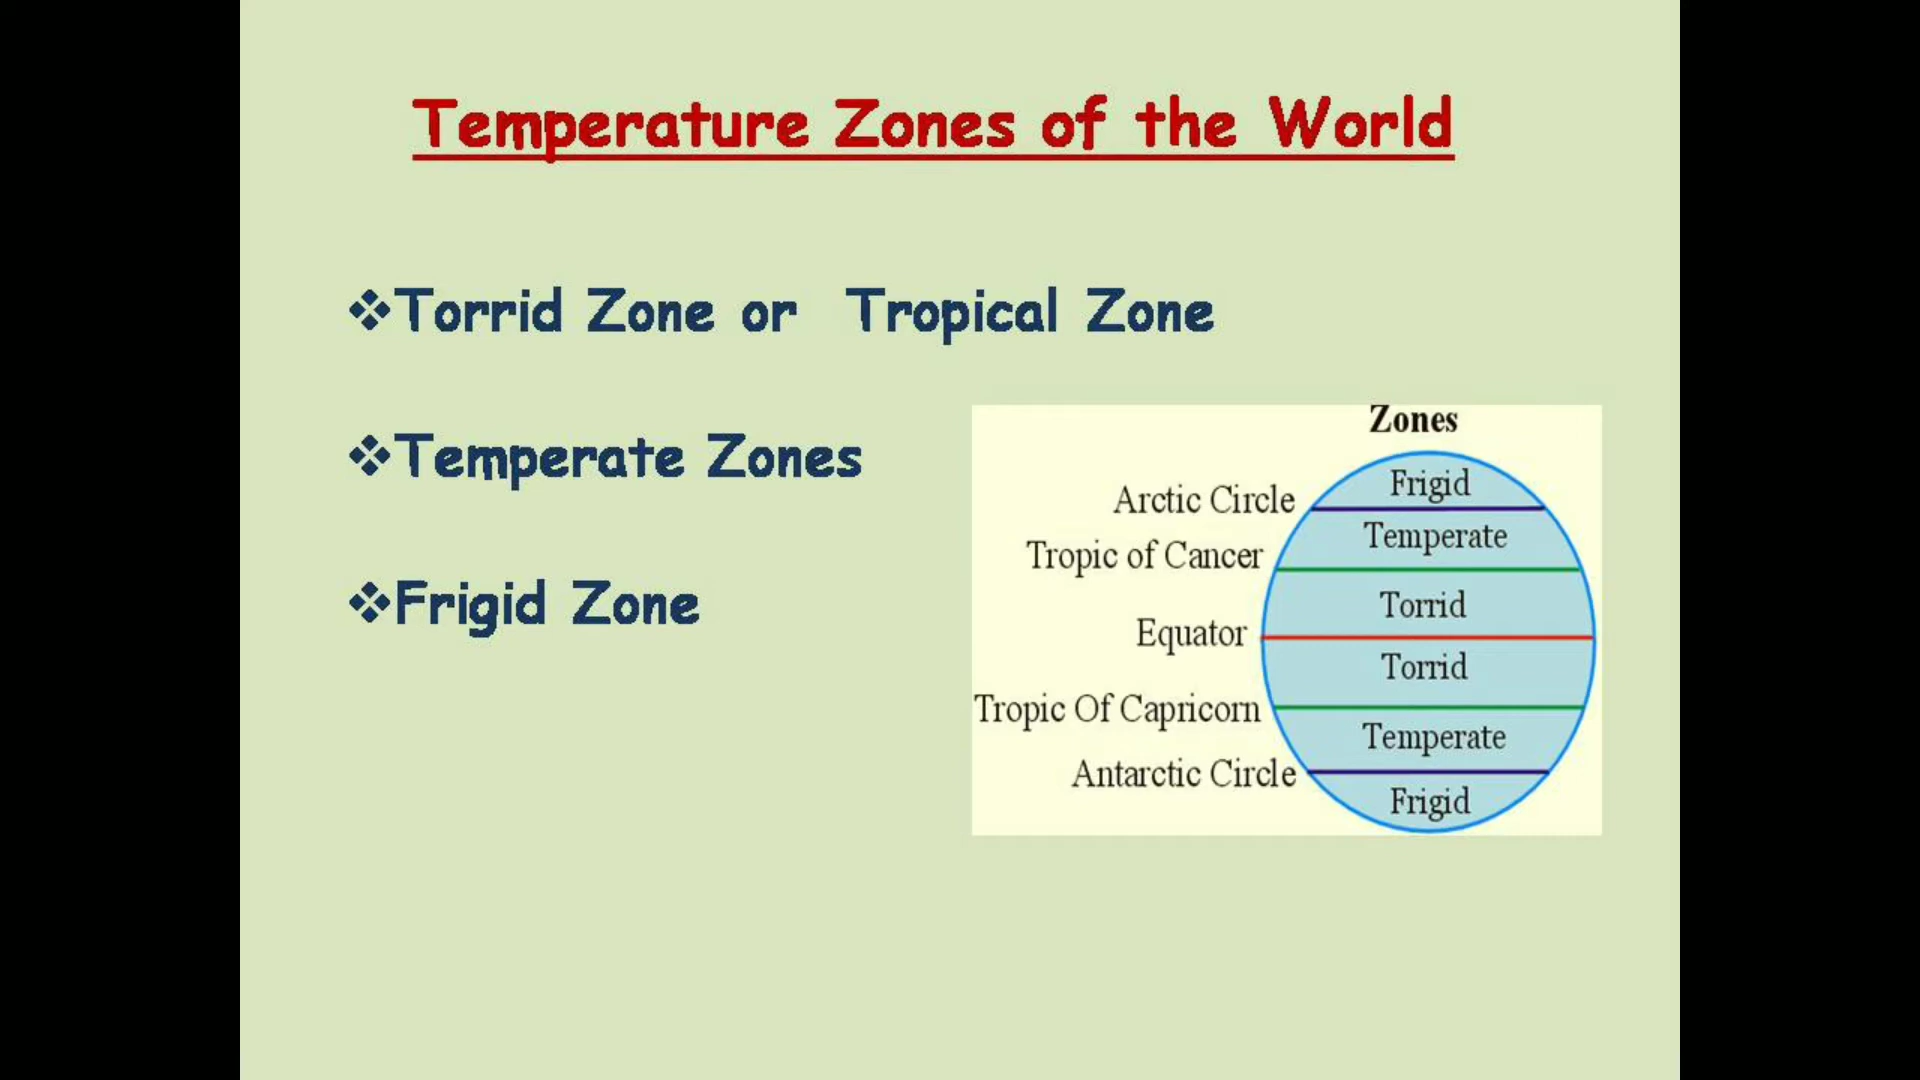 Temperature Zones of the World
❖Torrid Zone or Tropical Zone
❖Temperate Zones
❖Frigid Zone
Zones
Frigid
Arctic Circle
Temperate
Tropic of Cancer
Torrid
Equator
Torrid
Tropic Of Capricorn
Temperate
Antarctic Circle
Frigid